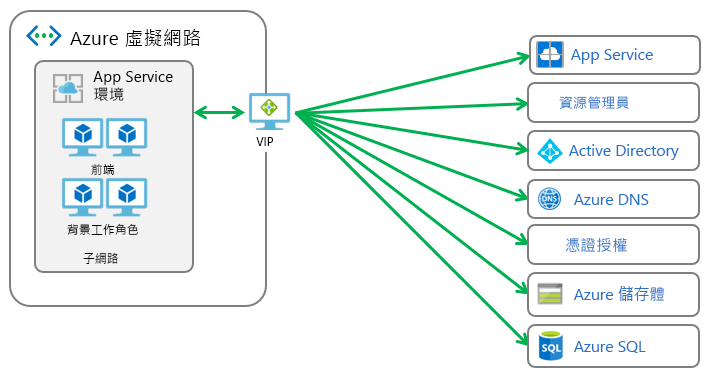 Azure 虛擬網路
App Service
環境
前端
背景工作角色
子網路
VIP
App Service
資源管理員
Active Directory
DNS
Azure DNS
憑證授權
Azure 儲存體
SQL
Azure SQL